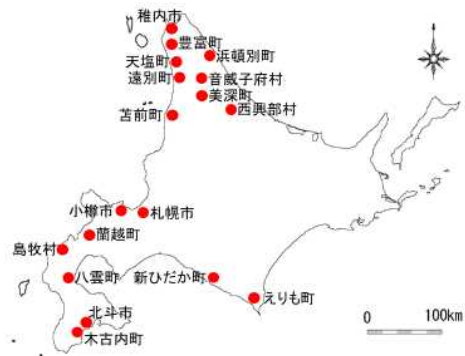 稚内市
豊富町
浜頓別町
天塩町
遠別町
音威子府村
美深町
西興部村
苫前町
小樽市
札幌市
蘭越町
島牧村
八雲町
新ひだか町
えりも町
北斗市
木古内町
0 100km